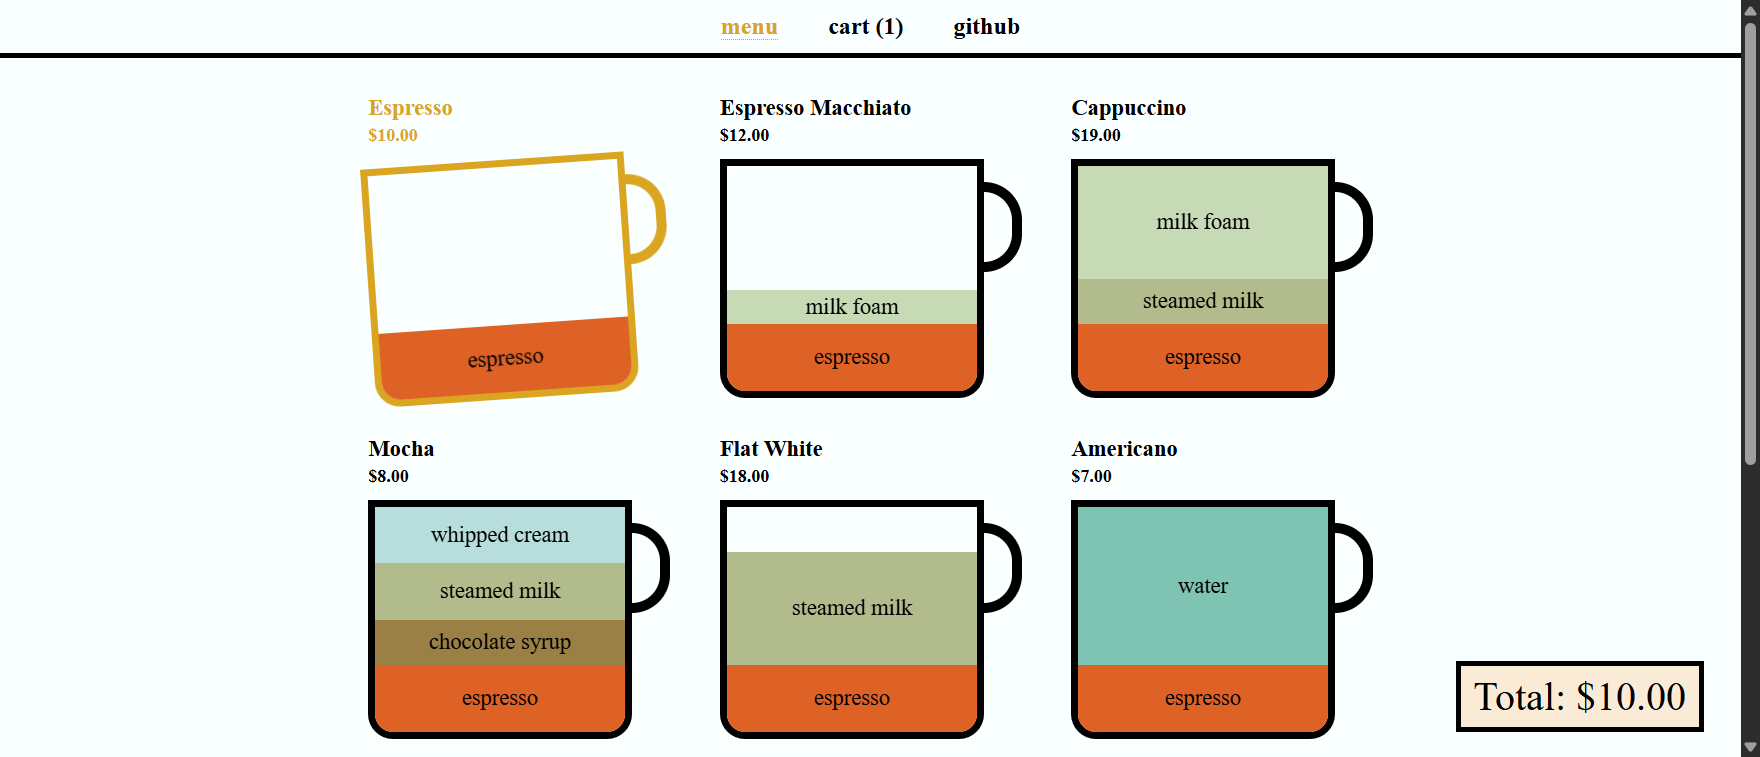 menu cart (1) github
Espresso
$10.00
espresso
Espresso Macchiato
$12.00
milk foam
espresso
Cappuccino
$19.00
milk foam
steamed milk
espresso
Mocha
$8.00
whipped cream
steamed milk
chocolate syrup
espresso
Flat White
$18.00
steamed milk
espresso
Americano
$7.00
water
espresso
Total: $10.00